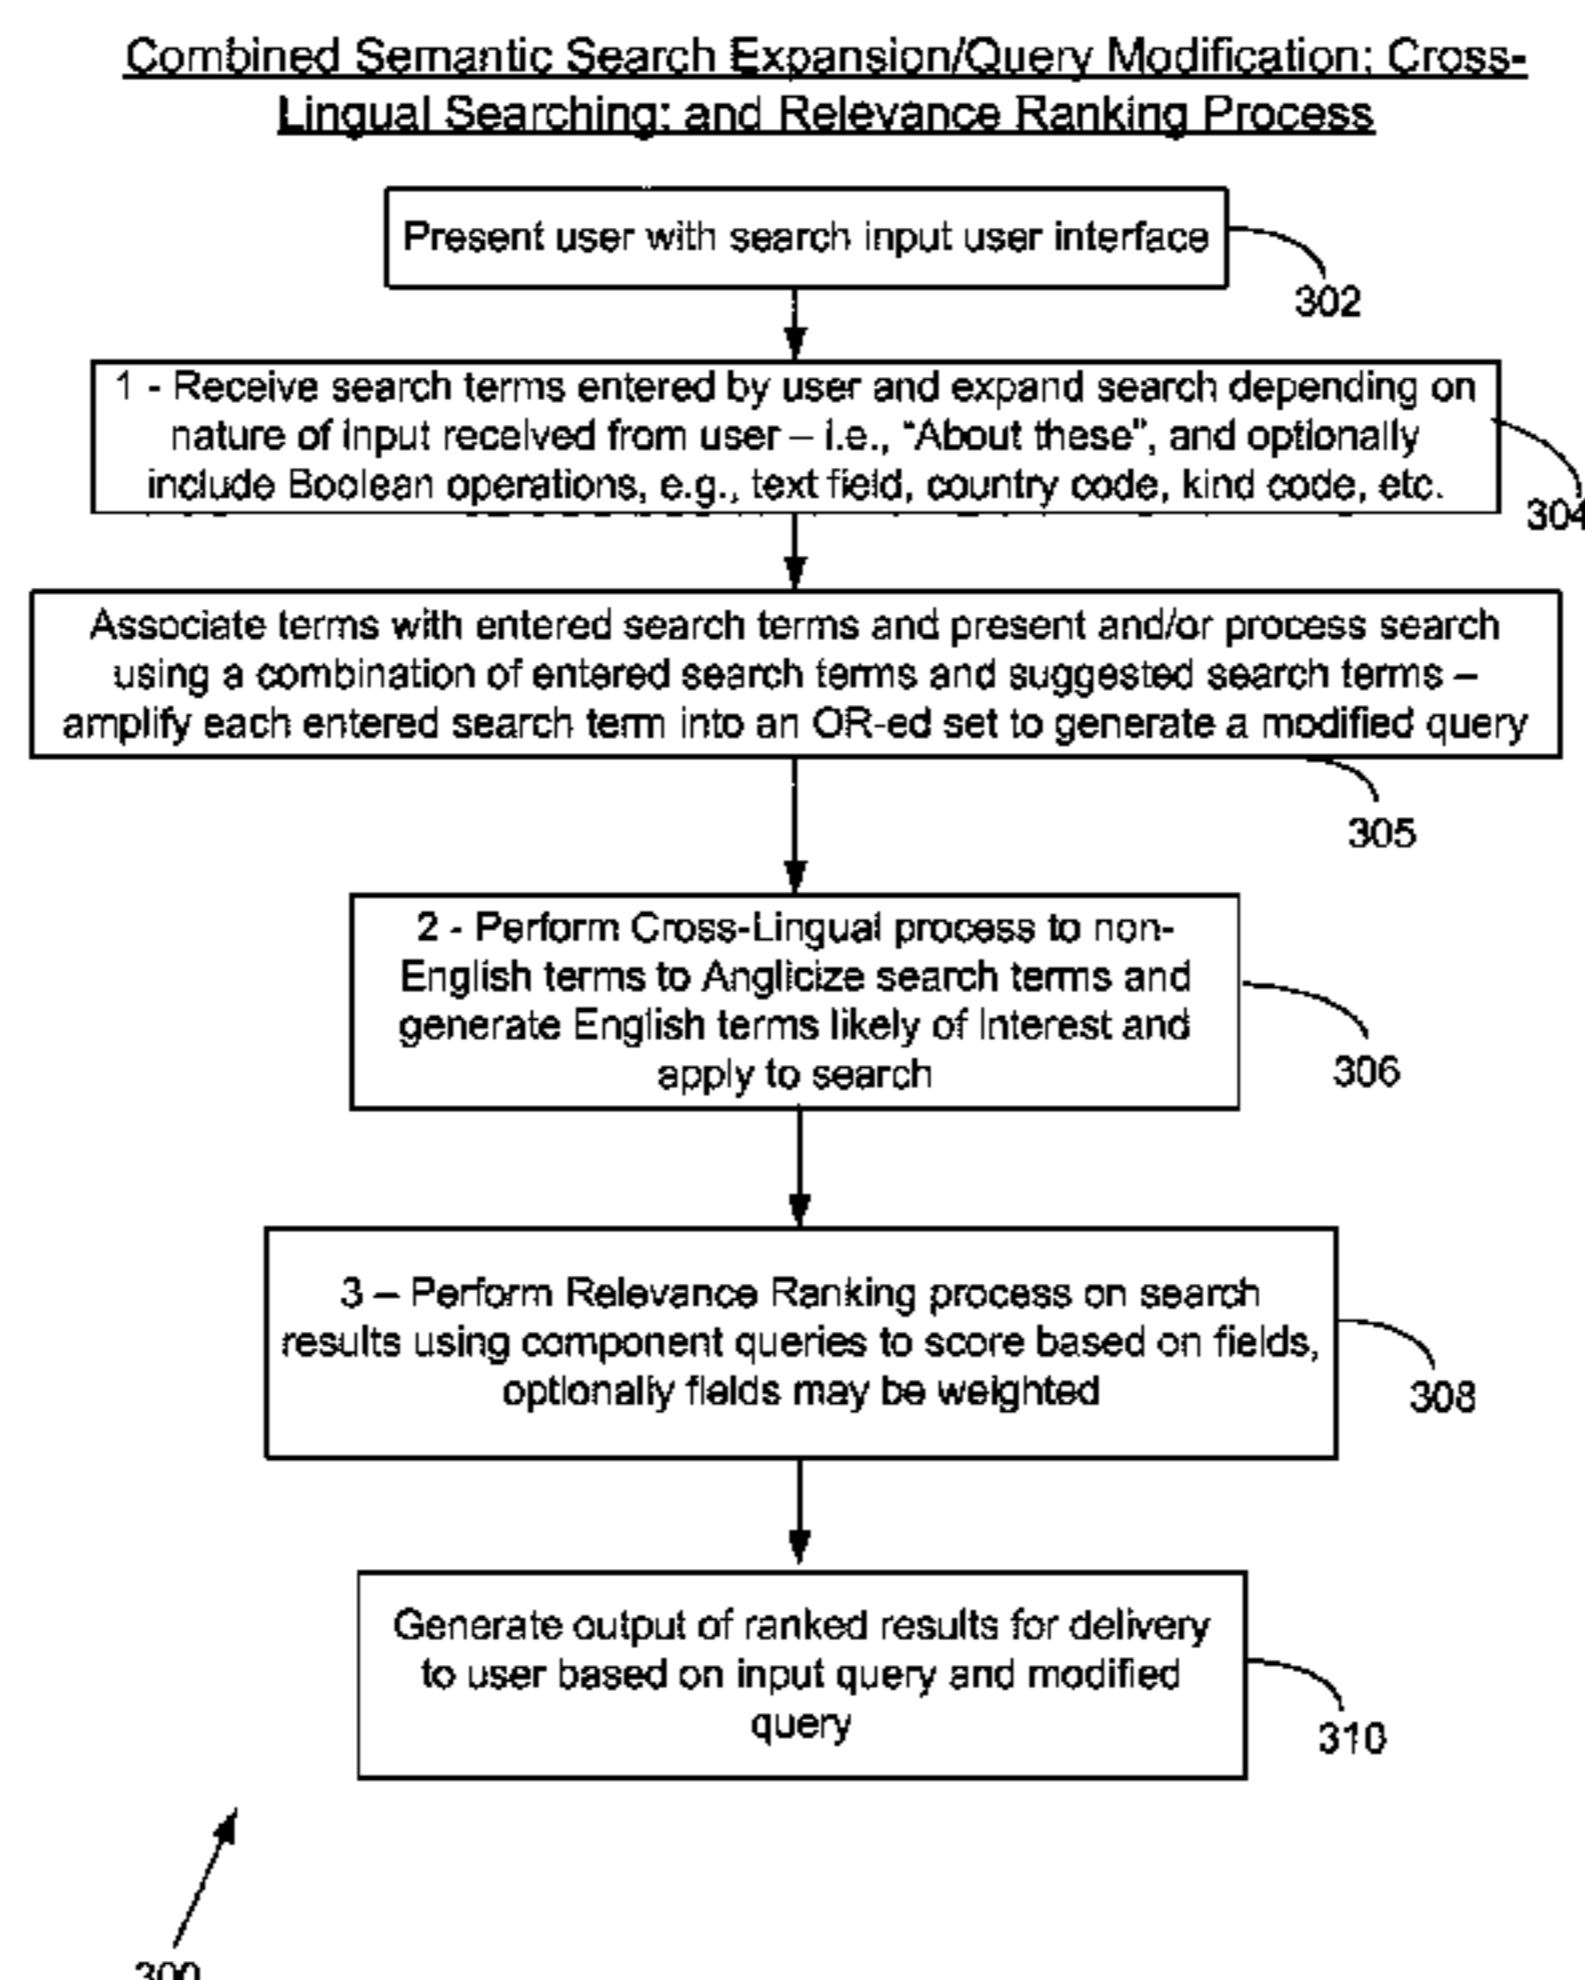 Combined Semantic Search Expansion/Query Modification; Cross-
Lingual Searching; and Relevance Ranking Process
Present user with search input user interface
302
1 - Receive search terms entered by user and expand search depending on
nature of input received from user – i.e., “About these”, and optionally
include Boolean operations, e.g., text field, country code, kind code, etc.
304
Associate terms with entered search terms and present and/or process search
using a combination of entered search terms and suggested search terms –
amplify each entered search term into an OR-ed set to generate a modified query
305
2 - Perform Cross-Lingual process to non-
English terms to Anglicize search terms and
generate English terms likely of Interest and
apply to search
306
3 – Perform Relevance Ranking process on search
results using component queries to score based on fields,
optionally fields may be weighted
308
Generate output of ranked results for delivery
to user based on input query and modified
query
310
300